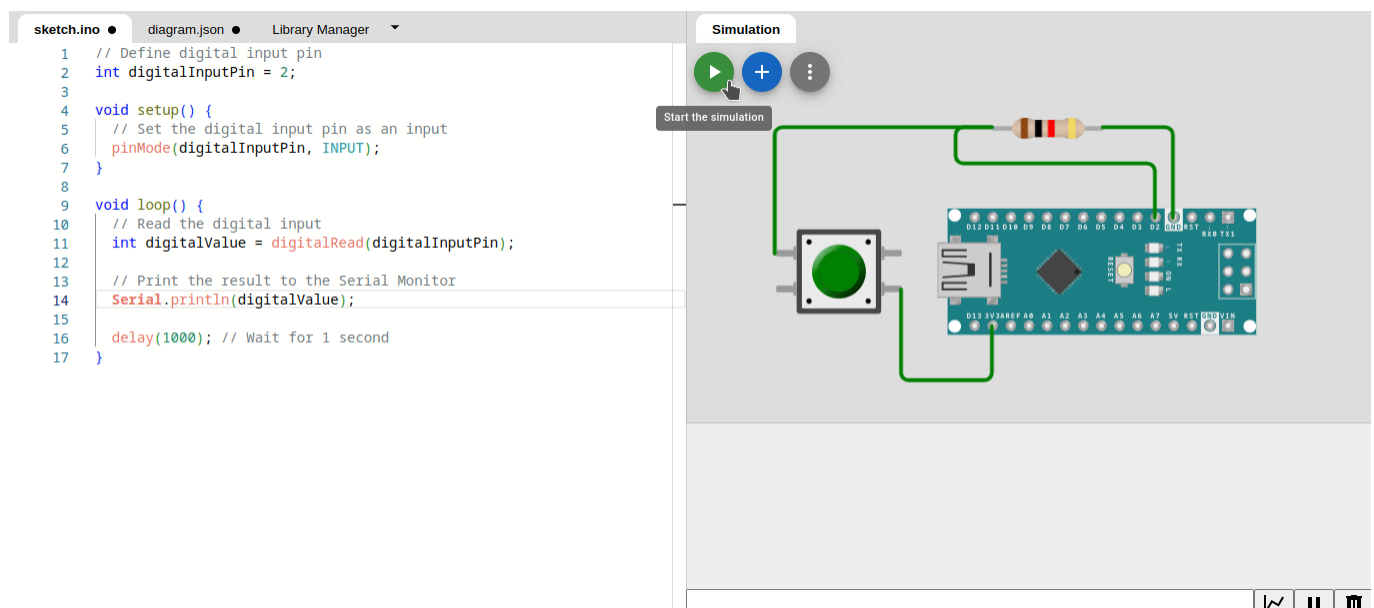 sketch.ino ● diagram.json ● Library Manager
1 // Define digital input pin
2 int digitalInputPin = 2;
3
4 void setup() {
5 // Set the digital input pin as an input
6 pinMode(digitalInputPin, INPUT);
7 }
8
9 void loop() {
10 // Read the digital input
11 int digitalValue = digitalRead(digitalInputPin);
12
13 // Print the result to the Serial Monitor
14 Serial.println(digitalValue);
15
16 delay(1000); // Wait for 1 second
17 }
Simulation
Start the simulation
D12 D11 D10 D9 D8 D7 D6 D5 D4 D3 D2 GND RST RX0 TX1
RESET
TX RX
ON L
D13 3V3 AREF A0 A1 A2 A3 A4 A5 A6 A7 5V RST GND VIN